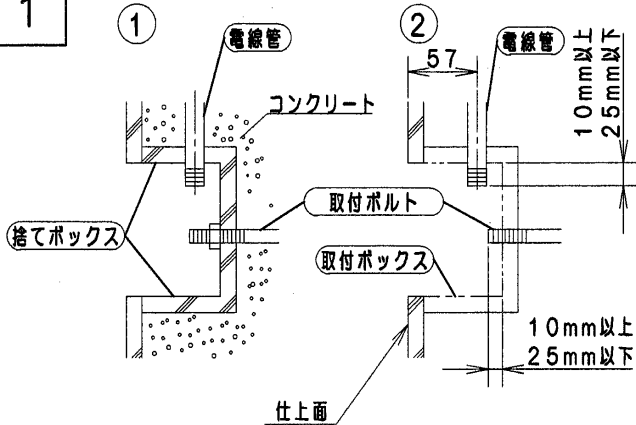 1
①
電線管
コンクリート
捨てボックス
取付ボルト
②
57
電線管
10mm以上
25mm以下
取付ボックス
10mm以上
25mm以下
仕上面